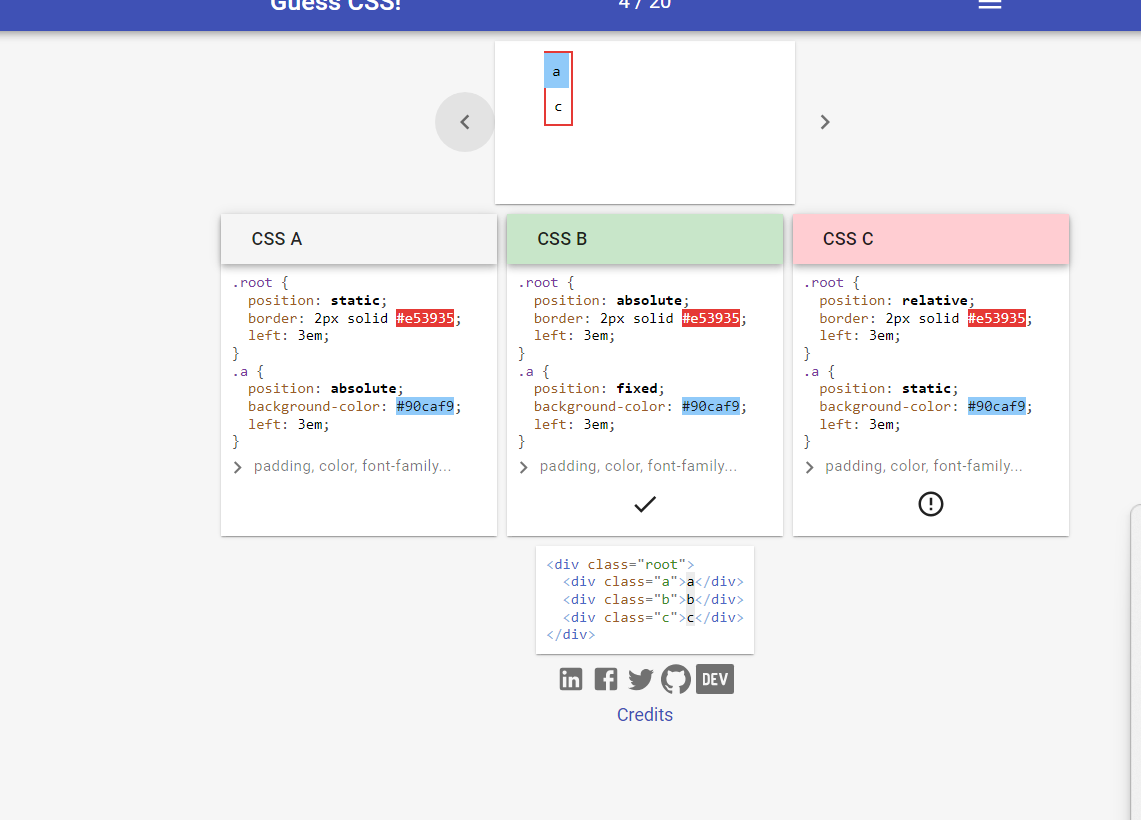 Guess CSS!
4 / 20
a
c
CSS A
.root {
position: static;
border: 2px solid #e53935;
left: 3em;
}
.a {
position: absolute;
background-color: #90caf9;
left: 3em;
}
padding, color, font-family...
CSS B
.root {
position: absolute;
border: 2px solid #e53935;
left: 3em;
}
.a {
position: fixed;
background-color: #90caf9;
left: 3em;
}
padding, color, font-family...
CSS C
.root {
position: relative;
border: 2px solid #e53935;
left: 3em;
}
.a {
position: static;
background-color: #90caf9;
left: 3em;
}
padding, color, font-family...
<div class="root">
<div class="a">a</div>
<div class="b">b</div>
<div class="c">c</div>
</div>
in
DEV
Credits